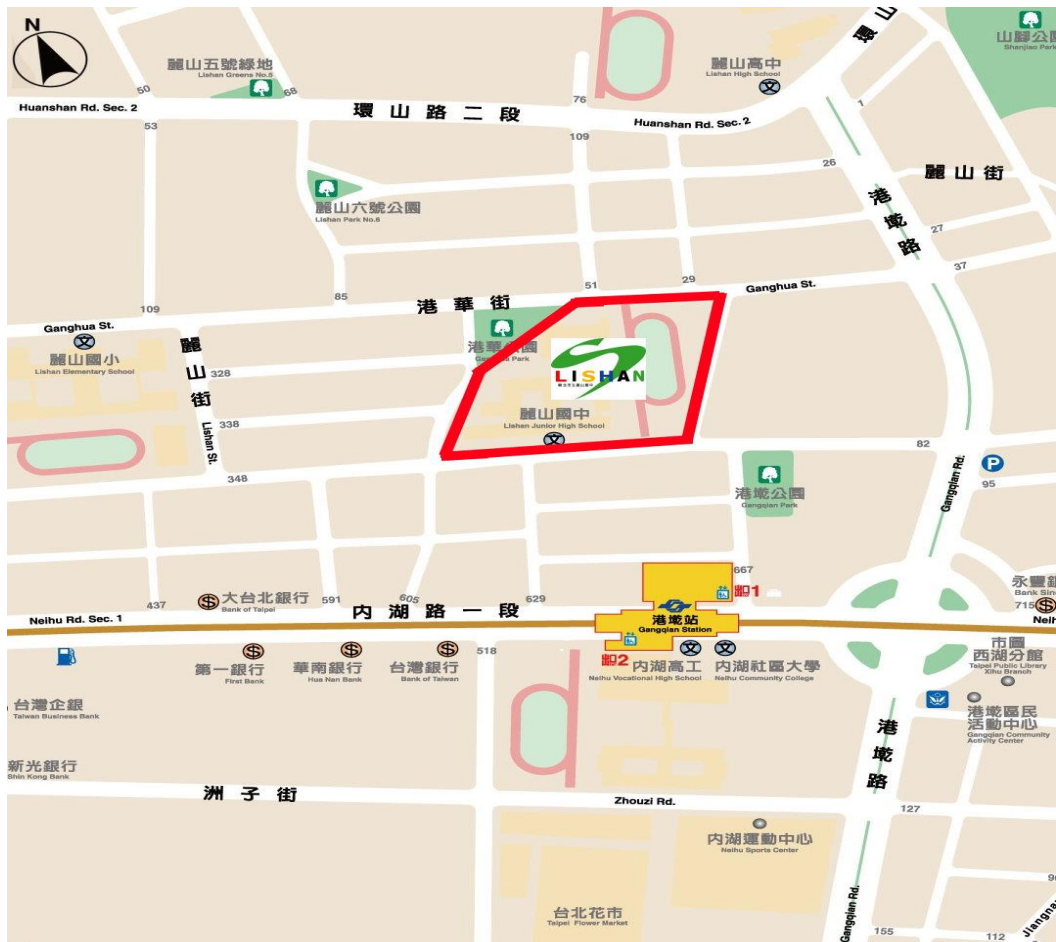 N
麗山五號綠地
Lishan Greens No.5
50
68
Huanshan Rd. Sec. 2
環山路二段
53
76
109
Huanshan Rd. Sec. 2
麗山高中
Lishan High School
文
環山
山腳公園
Shanjiao Park
1
26
麗山街
27
37
港墘路
麗山六號公園
Lishan Park No.6
85
109
港華街
51
29
Ganghua St.
Ganghua St.
文
麗山國小
Lishan Elementary School
麗山街
Lishan St.
328
338
348
港華公園
LISHAN
麗山國中
Lishan Junior High School
文
82
P
95
Gangqian Rd.
港墘公園
Gangqian Park
667
出口1
大台北銀行
Bank of Taipei
437
591
內湖路一段
605
629
Neihu Rd. Sec. 1
港墘站
Gangqian Station
出口2
永豐銀
Bank Sin
715
Neih
518
第一銀行
First Bank
華南銀行
Hua Nan Bank
台灣銀行
Bank of Taiwan
文
內湖高工
Neihu Vocational High School
文
內湖社區大學
Neihu Community College
市圖
西湖分館
Taipei Public Library
Xihu Branch
港墘區民
活動中心
Gangqian Community
Activity Center
台灣企銀
Taiwan Business Bank
新光銀行
Shin Kong Bank
洲子街
Zhouzi Rd.
港墘路
127
內湖運動中心
Neihu Sports Center
台北花市
Taipei Flower Market
Gangqian Rd.
155
112
Jiangna